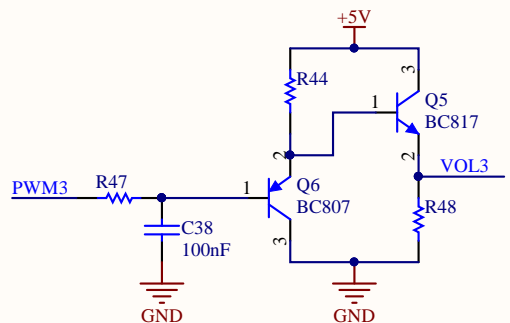 +5V
R44
3
1
Q5
BC817
2
2
VOL3
PWM3
R47
1
Q6
BC807
R48
C38
100nF
3
GND
GND